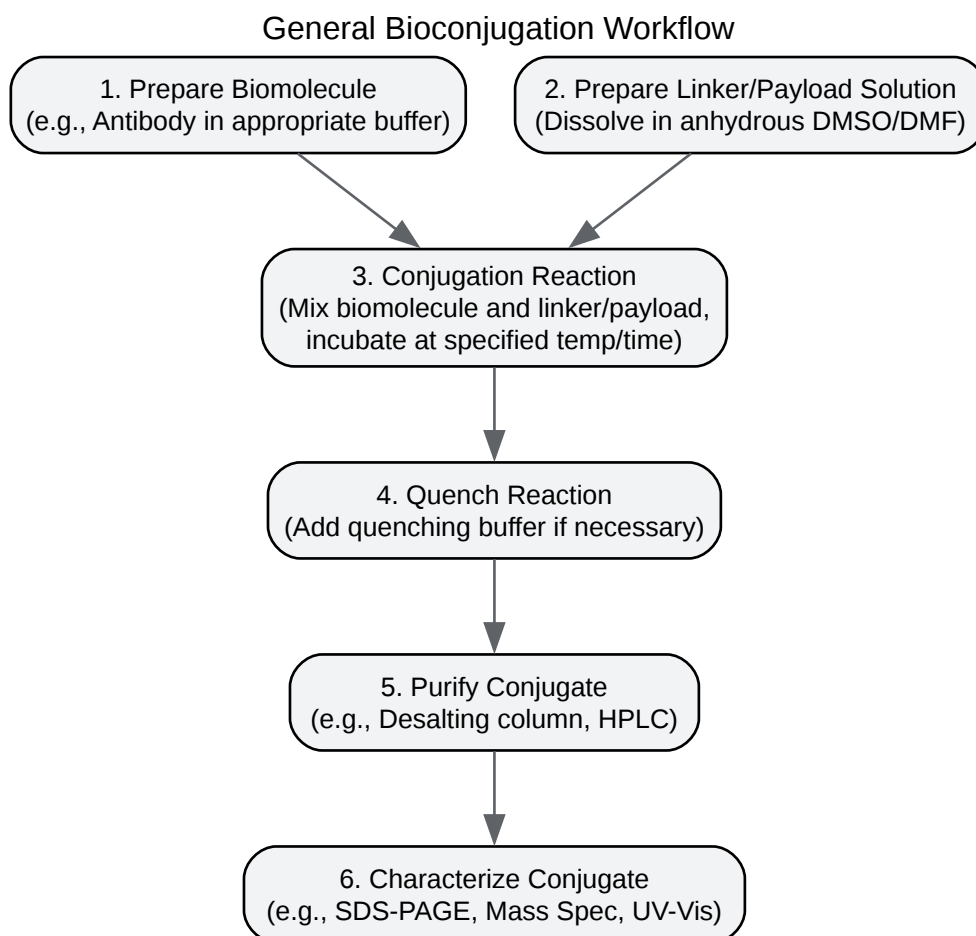 General Bioconjugation Workflow
1. Prepare Biomolecule
(e.g., Antibody in appropriate buffer)
2. Prepare Linker/Payload Solution
(Dissolve in anhydrous DMSO/DMF)
3. Conjugation Reaction
(Mix biomolecule and linker/payload,
incubate at specified temp/time)
4. Quench Reaction
(Add quenching buffer if necessary)
5. Purify Conjugate
(e.g., Desalting column, HPLC)
6. Characterize Conjugate
(e.g., SDS-PAGE, Mass Spec, UV-Vis)